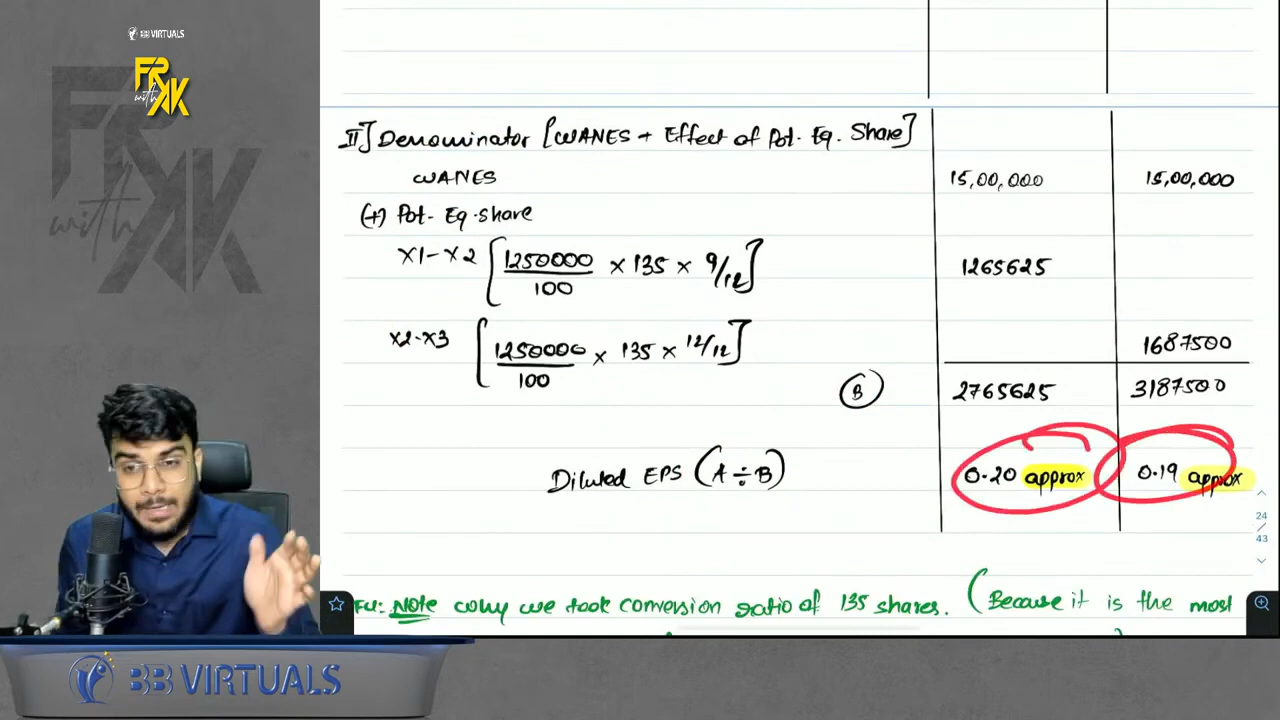 BB VIRTUALS
FR
with
AK
II] Denominator [WANES + Effect of Pot. Eq. Share]
WANES 15,00,000 15,00,000
(+) Pot- Eq. share
X1-X2 [1250000/100 × 135 × 9/12] 1265625
X2-X3 [1250000/100 × 135 × 12/12] 1687500
(B) 2765625 3187500
Diluted EPS (A ÷ B) 0.20 approx 0.19 approx
24
/
43
Note why we took conversion ratio of 135 shares. (Because it is the most
BB VIRTUALS